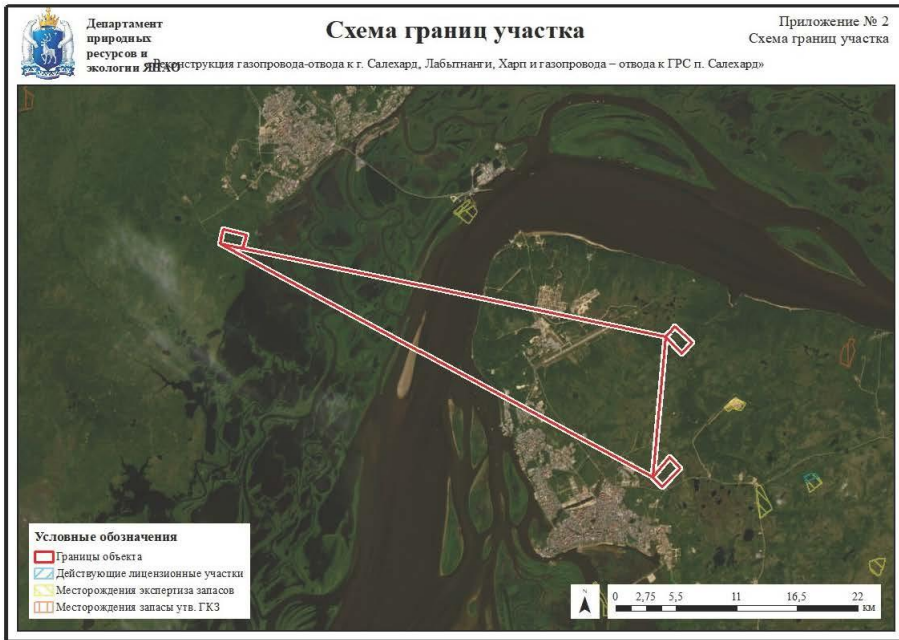 Департамент
природных
ресурсов и
экологии ЯНАО
Схема границ участка
Приложение № 2
Схема границ участка
«Реконструкция газопровода-отвода к г. Салехард, Лабытнанги, Харп и газопровода – отвода к ГРС п. Салехард»
Условные обозначения
Границы объекта
Действующие лицензионные участки
Месторождения экспертиза запасов
Месторождения запасы утв. ГКЗ
N
0 2,75 5,5 11 16,5 22
км